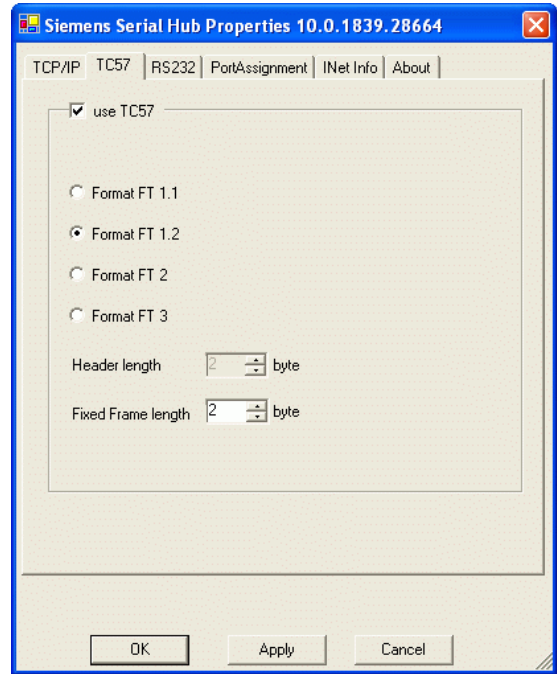 Siemens Serial Hub Properties 10.0.1839.28664
TCP/IP TC57 RS232 PortAssignment INet Info About
use TC57
Format FT 1.1
Format FT 1.2
Format FT 2
Format FT 3
Header length 2 byte
Fixed Frame length 2 byte
OK Apply Cancel